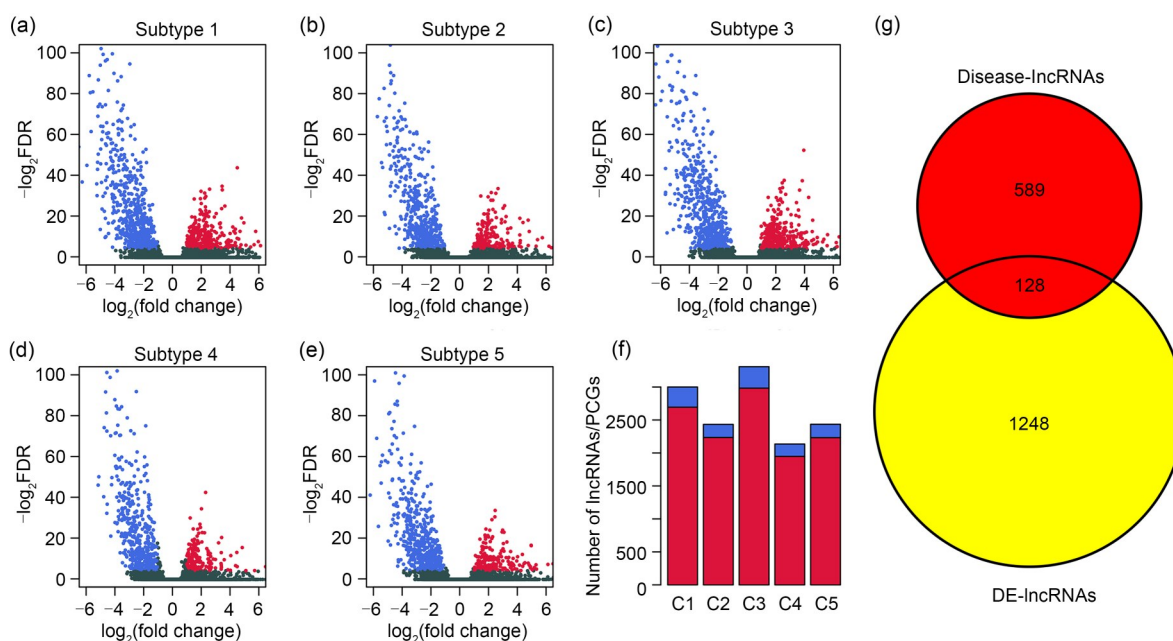 (a)
Subtype 1
100
80
60
40
20
0
−log₂FDR
−6 −4 −2 0 2 4 6
log₂(fold change)
(b)
Subtype 2
100
80
60
40
20
0
−log₂FDR
−6 −4 −2 0 2 4 6
log₂(fold change)
(c)
Subtype 3
100
80
60
40
20
0
−log₂FDR
−6 −4 −2 0 2 4 6
log₂(fold change)
(d)
Subtype 4
100
80
60
40
20
0
−log₂FDR
−6 −4 −2 0 2 4 6
log₂(fold change)
(e)
Subtype 5
100
80
60
40
20
0
−log₂FDR
−6 −4 −2 0 2 4 6
log₂(fold change)
(f)
2500
1500
500
0
Number of lncRNAs/PCGs
C1 C2 C3 C4 C5
(g)
Disease-lncRNAs
589
128
1248
DE-lncRNAs